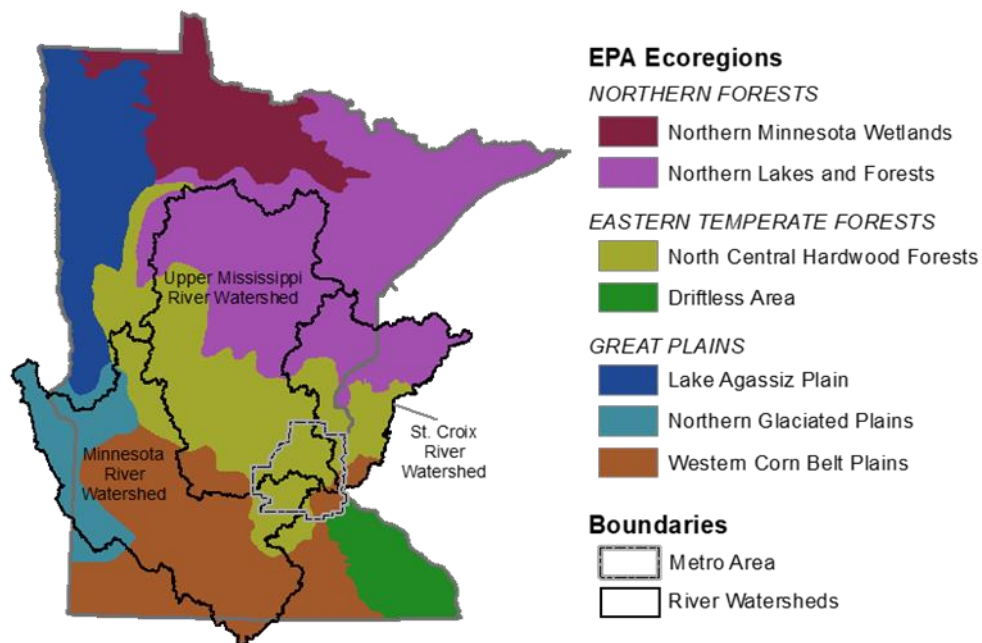 Upper Mississippi
River Watershed
Minnesota
River
Watershed
St. Croix
River
Watershed
EPA Ecoregions
NORTHERN FORESTS
Northern Minnesota Wetlands
Northern Lakes and Forests
EASTERN TEMPERATE FORESTS
North Central Hardwood Forests
Driftless Area
GREAT PLAINS
Lake Agassiz Plain
Northern Glaciated Plains
Western Corn Belt Plains
Boundaries
Metro Area
River Watersheds